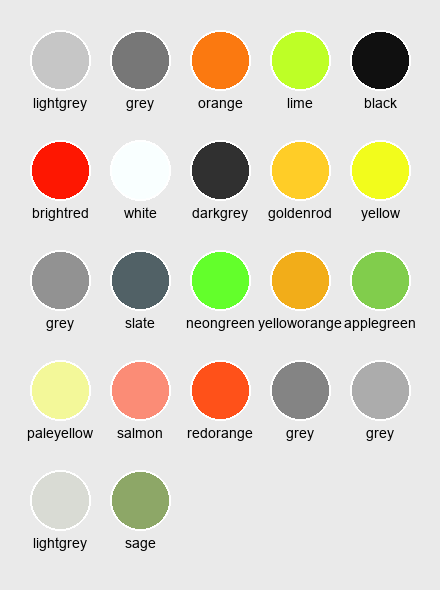 lightgrey grey orange lime black
brightred white darkgrey goldenrod yellow
grey slate neongreen yelloworange applegreen
paleyellow salmon redorange grey grey
lightgrey sage